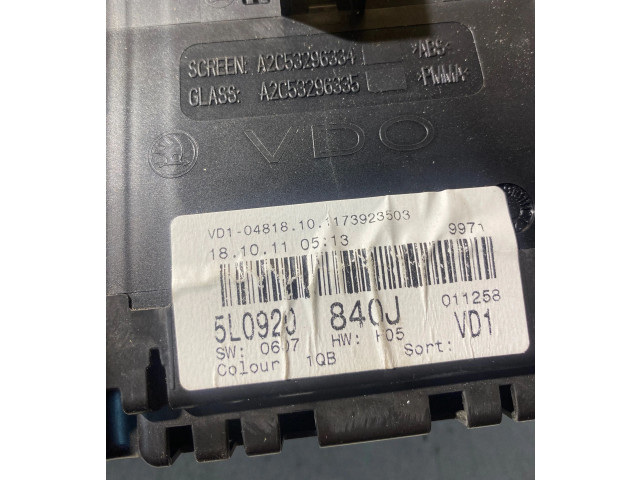 SCREEN: A2C53296334 >ABS<
GLASS: A2C53296335 >PMMA<
VDO
VD1-04818.10.1173923503
18.10.11 05:13 9971
011258
5L0920 840J VD1
SW: 0607 HW: H05 Sort:
Colour 1QB